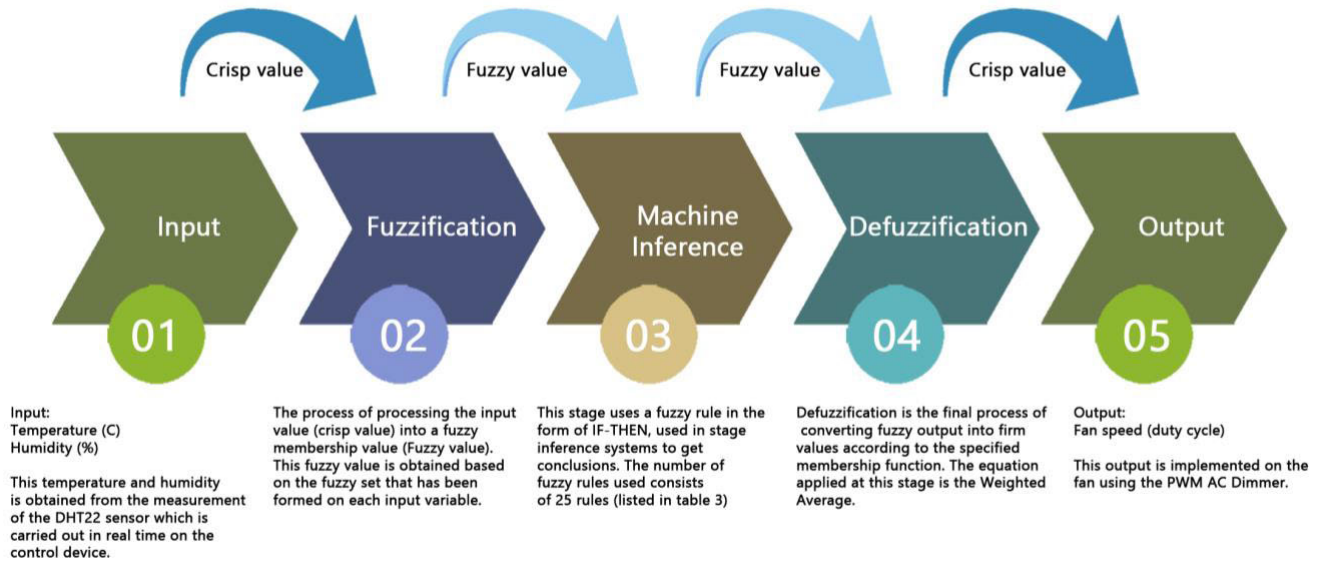 Crisp value
Fuzzy value
Fuzzy value
Crisp value
Input
Fuzzification
Machine
Inference
Defuzzification
Output
01
02
03
04
05
Input:
Temperature (C)
Humidity (%)
This temperature and humidity
is obtained from the measurement
of the DHT22 sensor which is
carried out in real time on the
control device.
The process of processing the input
value (crisp value) into a fuzzy
membership value (Fuzzy value).
This fuzzy value is obtained based
on the fuzzy set that has been
formed on each input variable.
This stage uses a fuzzy rule in the
form of IF-THEN, used in stage
inference systems to get
conclusions. The number of
fuzzy rules used consists
of 25 rules (listed in table 3)
Defuzzification is the final process of
converting fuzzy output into firm
values according to the specified
membership function. The equation
applied at this stage is the Weighted
Average.
Output:
Fan speed (duty cycle)
This output is implemented on the
fan using the PWM AC Dimmer.